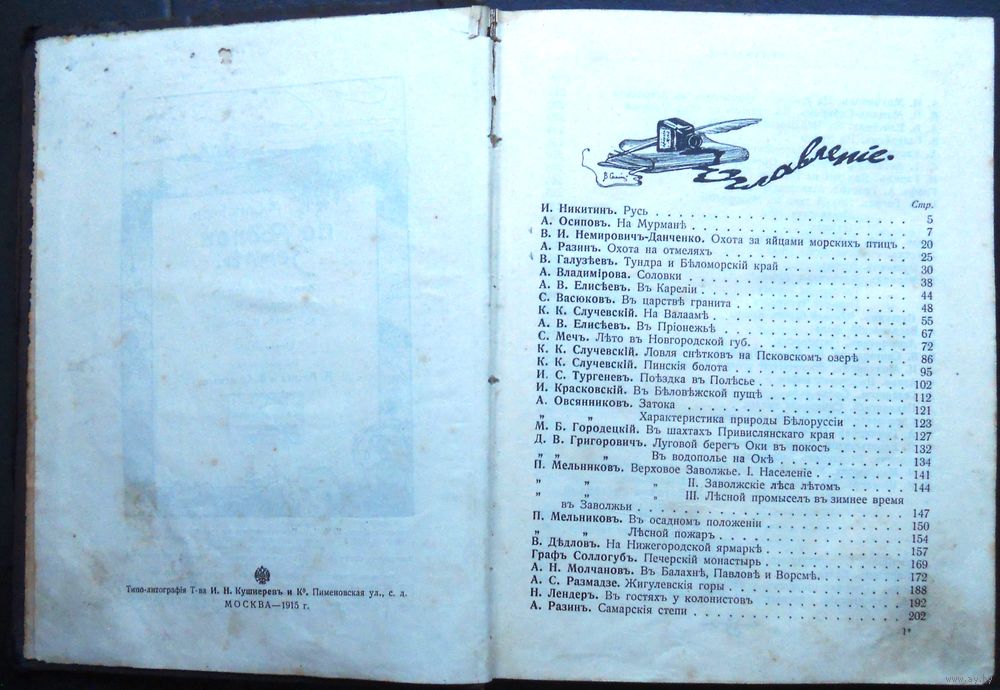 Типо-литографія Т-ва И. Н. Кушнеревъ и К⁰. Пименовская ул., с. д.
МОСКВА—1915 г.
Оглавленіе.
Стр.
И. Никитинъ. Русь . . . 5
А. Осиповъ. На Мурманѣ . . . 7
В. И. Немировичъ-Данченко. Охота за яйцами морскихъ птицъ . 20
А. Разинъ. Охота на отмеляхъ . . . 25
В. Галузѣевъ. Тундра и Бѣломорскій край . . . 30
А. Владимірова. Соловки . . . 38
А. В. Елисѣевъ. Въ Кареліи . . . 44
С. Васюковъ. Въ царствѣ гранита . . . 48
К. К. Случевскій. На Валаамѣ . . . 55
А. В. Елисѣевъ. Въ Пріонежьѣ . . . 67
С. Мечъ. Лѣто въ Новгородской губ. . . . 72
К. К. Случевскій. Ловля снѣтковъ на Псковскомъ озерѣ . . . 86
К. К. Случевскій. Пинскія болота . . . 95
И. С. Тургеневъ. Поѣздка въ Полѣсье . . . 102
И. Красковскій. Въ Бѣловѣжской пущѣ . . . 112
А. Овсянниковъ. Затока . . . 121
„ „ Характеристика природы Бѣлоруссіи . . . 123
М. Б. Городецкій. Въ шахтахъ Привислянскаго края . . . 127
Д. В. Григоровичъ. Луговой берегъ Оки в покосъ . . . 132
„ „ „ Въ водополье на Окѣ . . . 134
П. Мельниковъ. Верховое Заволжье. I. Населеніе . . . 141
„ „ „ II. Заволжскіе лѣса лѣтомъ . . . 144
„ „ „ III. Лѣсной промыселъ въ зимнее время
въ Заволжьи . . . 147
П. Мельниковъ. Въ осадномъ положеніи . . . 150
„ „ Лѣсной пожаръ . . . 154
В. Дѣдловъ. На Нижегородской ярмаркѣ . . . 157
Графъ Соллогубъ. Печерскій монастырь . . . 169
А. Н. Молчановъ. Въ Балахнѣ, Павловѣ и Ворсмѣ . . . 172
А. С. Размадзе. Жигулевскія горы . . . 188
Н. Лендеръ. Въ гостяхъ у колонистовъ . . . 192
А. Разинъ. Самарскія степи . . . 202
1*
www.ay.by